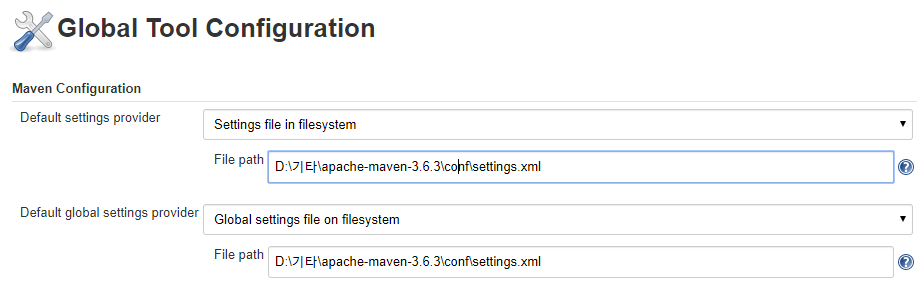 Global Tool Configuration
Maven Configuration
Default settings provider
Settings file in filesystem
File path
D:\기타\apache-maven-3.6.3\conf\settings.xml
Default global settings provider
Global settings file on filesystem
File path
D:\기타\apache-maven-3.6.3\conf\settings.xml